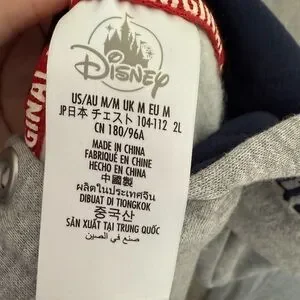 Disney
US/AU M/M UK M EU M
JP日本 チェスト 104-112 2L
CN 180/96A
MADE IN CHINA
FABRIQUÉ EN CHINE
HECHO EN CHINA
中國製
ผลิตในประเทศจีน
DIBUAT DI TIONGKOK
중국산
SẢN XUẤT TẠI TRUNG QUỐC
صنع في الصين